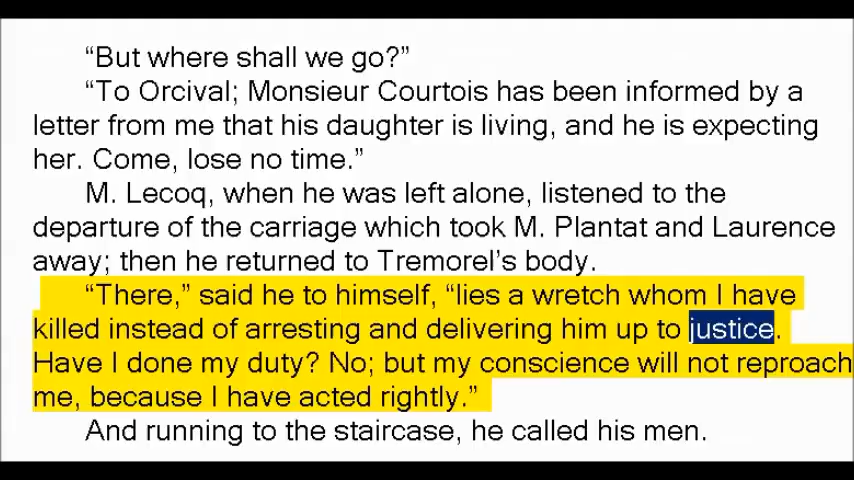 “But where shall we go?”
“To Orcival; Monsieur Courtois has been informed by a
letter from me that his daughter is living, and he is expecting
her. Come, lose no time.”
M. Lecoq, when he was left alone, listened to the
departure of the carriage which took M. Plantat and Laurence
away; then he returned to Tremorel’s body.
“There,” said he to himself, “lies a wretch whom I have
killed instead of arresting and delivering him up to justice.
Have I done my duty? No; but my conscience will not reproach
me, because I have acted rightly.”
And running to the staircase, he called his men.